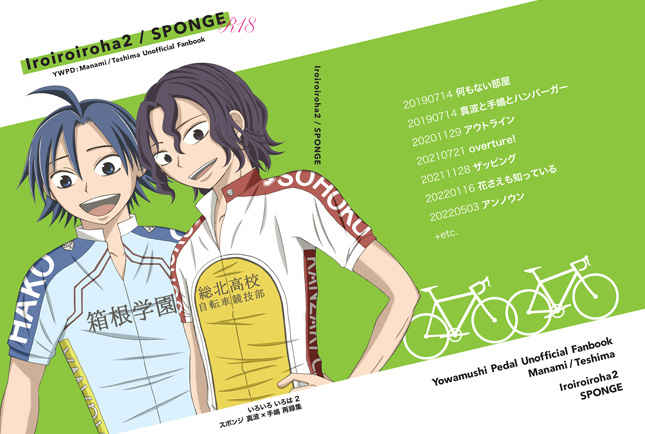 Iroiroiroha2 / SPONGE
R18
YWPD : Manami / Teshima Unofficial Fanbook
Iroiroiroha2 / SPONGE
20190714 何もない部屋
20190714 真波と手嶋とハンバーガー
20201129 アウトライン
20210721 overture!
20211128 ザッピング
20220116 花さえも知っている
20220503 アンノウン
+etc.
SOHOKU
HAKO
箱根学園
総北高校
自転車競技部
KANZAKI
いろいろ いろは 2
スポンジ 真波×手嶋 再録集
Yowamushi Pedal Unofficial Fanbook
Manami / Teshima
Iroiroiroha2
SPONGE